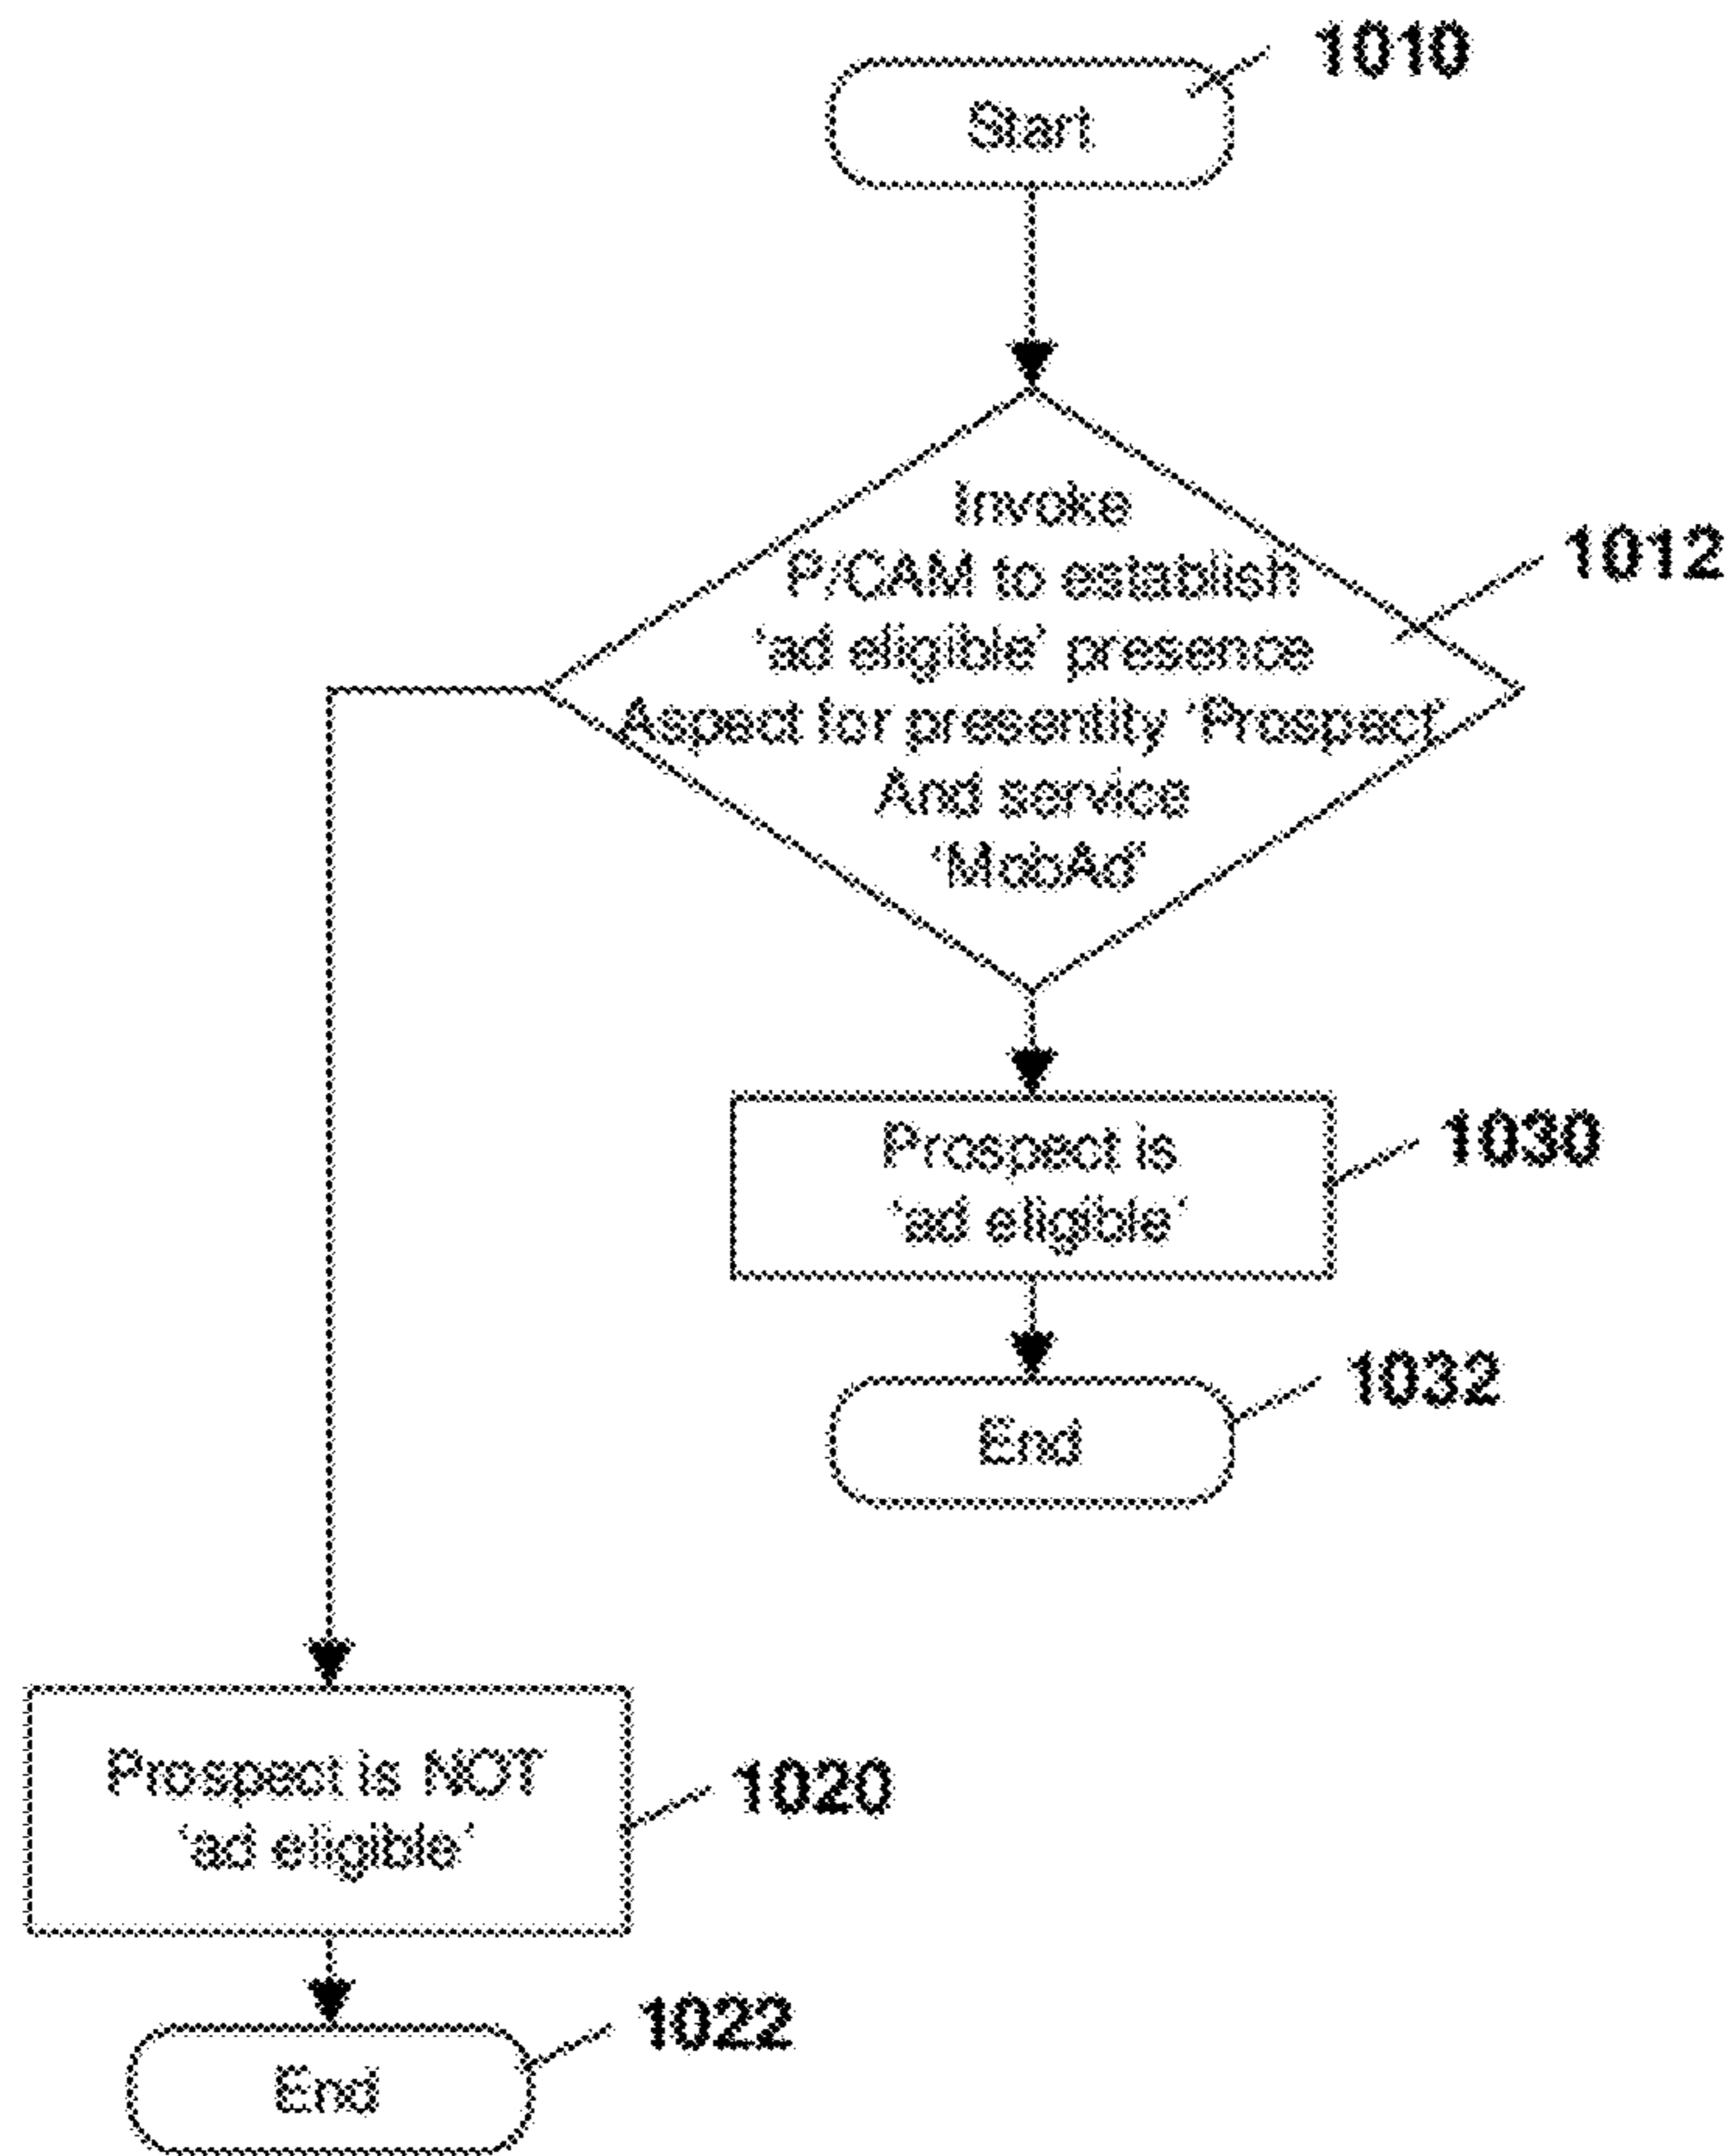 1010
Start
Invoke
P/CAM to establish
1012
‘ad eligible’ presence
Aspect for presentity ‘Prospect’
And service
‘MobAd’
Prospect is
1030
‘ad eligible‘
1032
End
Prospect is NOT
1020
‘ad eligible‘
1022
End